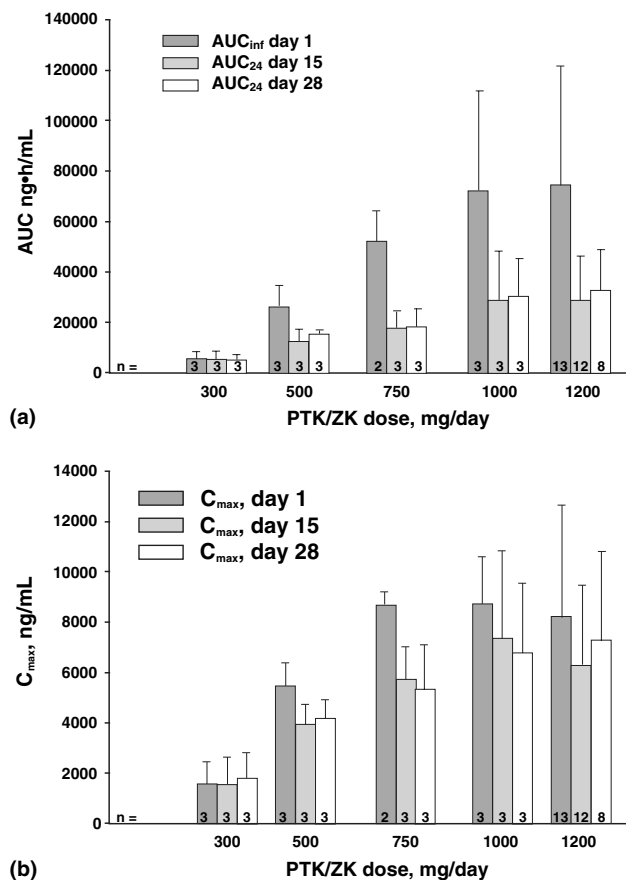 140000
120000
100000
80000
60000
40000
20000
0
AUC ng•h/mL
AUCinf day 1
AUC24 day 15
AUC24 day 28
n = 3 3 3 3 3 3 2 3 3 3 3 3 13 12 8
300 500 750 1000 1200
(a) PTK/ZK dose, mg/day
14000
12000
10000
8000
6000
4000
2000
0
Cmax, ng/mL
Cmax, day 1
Cmax, day 15
Cmax, day 28
n = 3 3 3 3 3 3 2 3 3 3 3 3 13 12 8
300 500 750 1000 1200
(b) PTK/ZK dose, mg/day